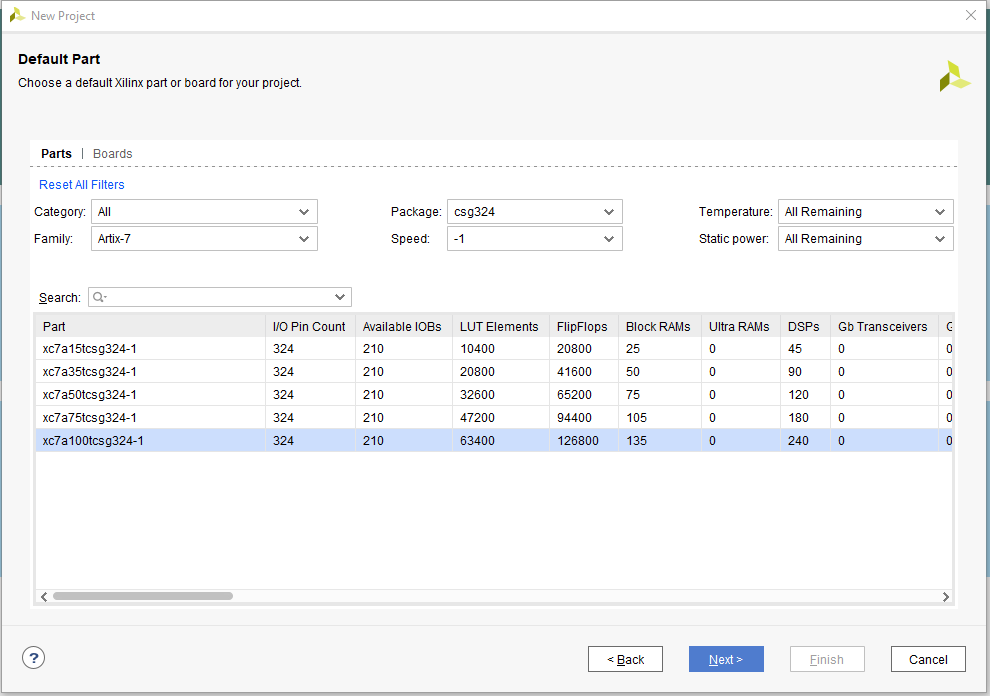 New Project
Default Part
Choose a default Xilinx part or board for your project.
Parts | Boards
Reset All Filters
Category: All Package: csg324 Temperature: All Remaining
Family: Artix-7 Speed: -1 Static power: All Remaining
Search: Q-
Part I/O Pin Count Available IOBs LUT Elements FlipFlops Block RAMs Ultra RAMs DSPs Gb Transceivers G
xc7a15tcsg324-1 324 210 10400 20800 25 0 45 0 0
xc7a35tcsg324-1 324 210 20800 41600 50 0 90 0 0
xc7a50tcsg324-1 324 210 32600 65200 75 0 120 0 0
xc7a75tcsg324-1 324 210 47200 94400 105 0 180 0 0
xc7a100tcsg324-1 324 210 63400 126800 135 0 240 0 0
? < Back Next > Finish Cancel